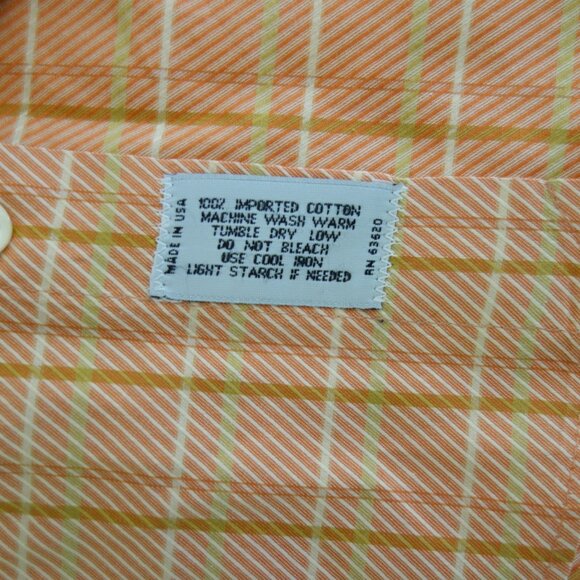 100% IMPORTED COTTON
MACHINE WASH WARM
TUMBLE DRY LOW
DO NOT BLEACH
USE COOL IRON
LIGHT STARCH IF NEEDED
MADE IN USA
RN 63620